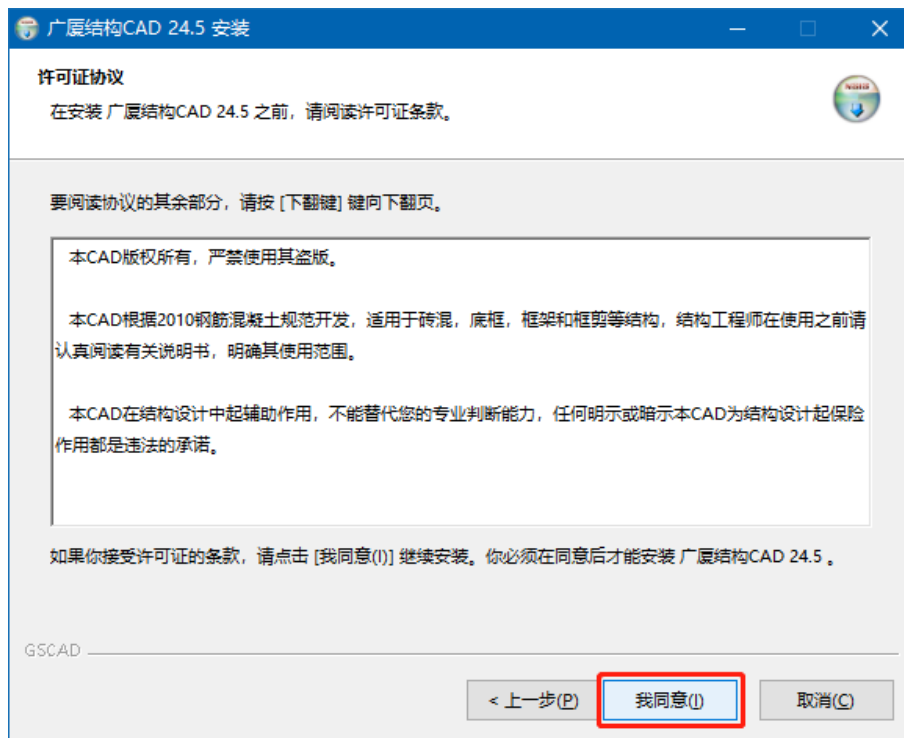 广厦结构CAD 24.5 安装
许可证协议
在安装 广厦结构CAD 24.5 之前，请阅读许可证条款。
要阅读协议的其余部分，请按 [下翻键] 键向下翻页。
本CAD版权所有，严禁使用其盗版。
本CAD根据2010钢筋混凝土规范开发，适用于砖混，底框，框架和框剪等结构，结构工程师在使用之前请
认真阅读有关说明书，明确其使用范围。
本CAD在结构设计中起辅助作用，不能替代您的专业判断能力，任何明示或暗示本CAD为结构设计起保险
作用都是违法的承诺。
如果你接受许可证的条款，请点击 [我同意(I)] 继续安装。你必须在同意后才能安装 广厦结构CAD 24.5 。
GSCAD
< 上一步(P)
我同意(I)
取消(C)